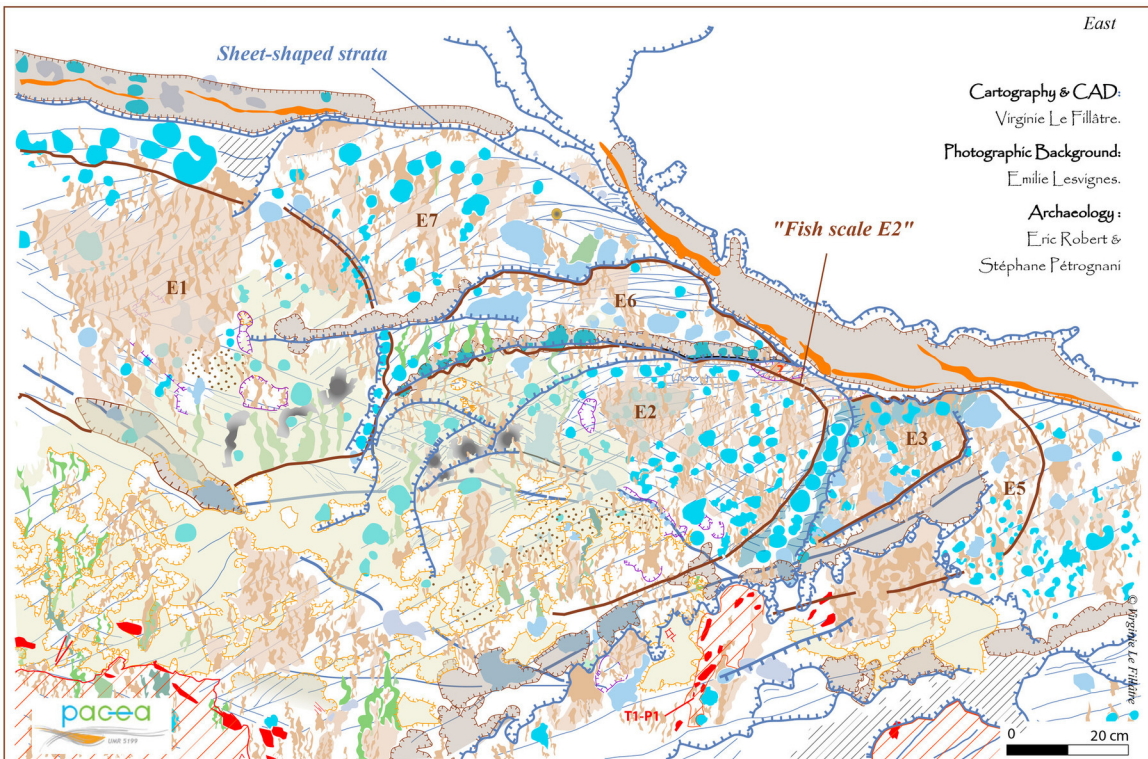 East
Sheet-shaped strata
Cartography & CAD:
Virginie Le Fillâtre.
Photographic Background:
Emilie Lesvignes.
Archaeology :
Eric Robert &
Stéphane Pétrognani
"Fish scale E2"
E7
E1
E6
E2
E3
E5
?
T1-P1
pacea
UMR 5199
© Virginie Le Fillatre
0
20 cm